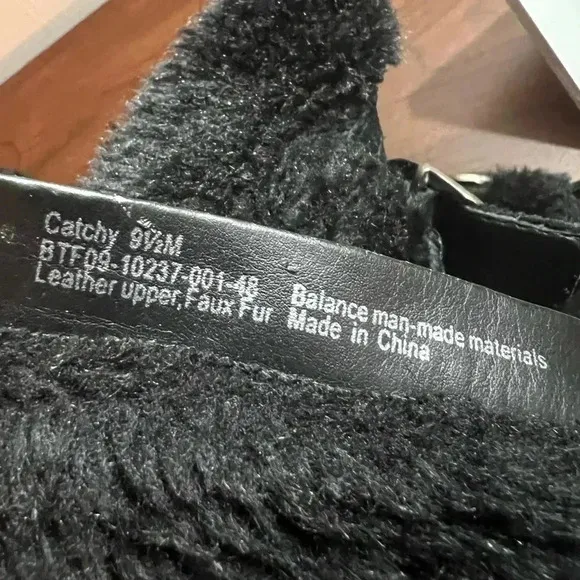 Catchy 9½M
BTF09-10237-001-48
Leather upper,Faux Fur
Balance man-made materials
Made in China